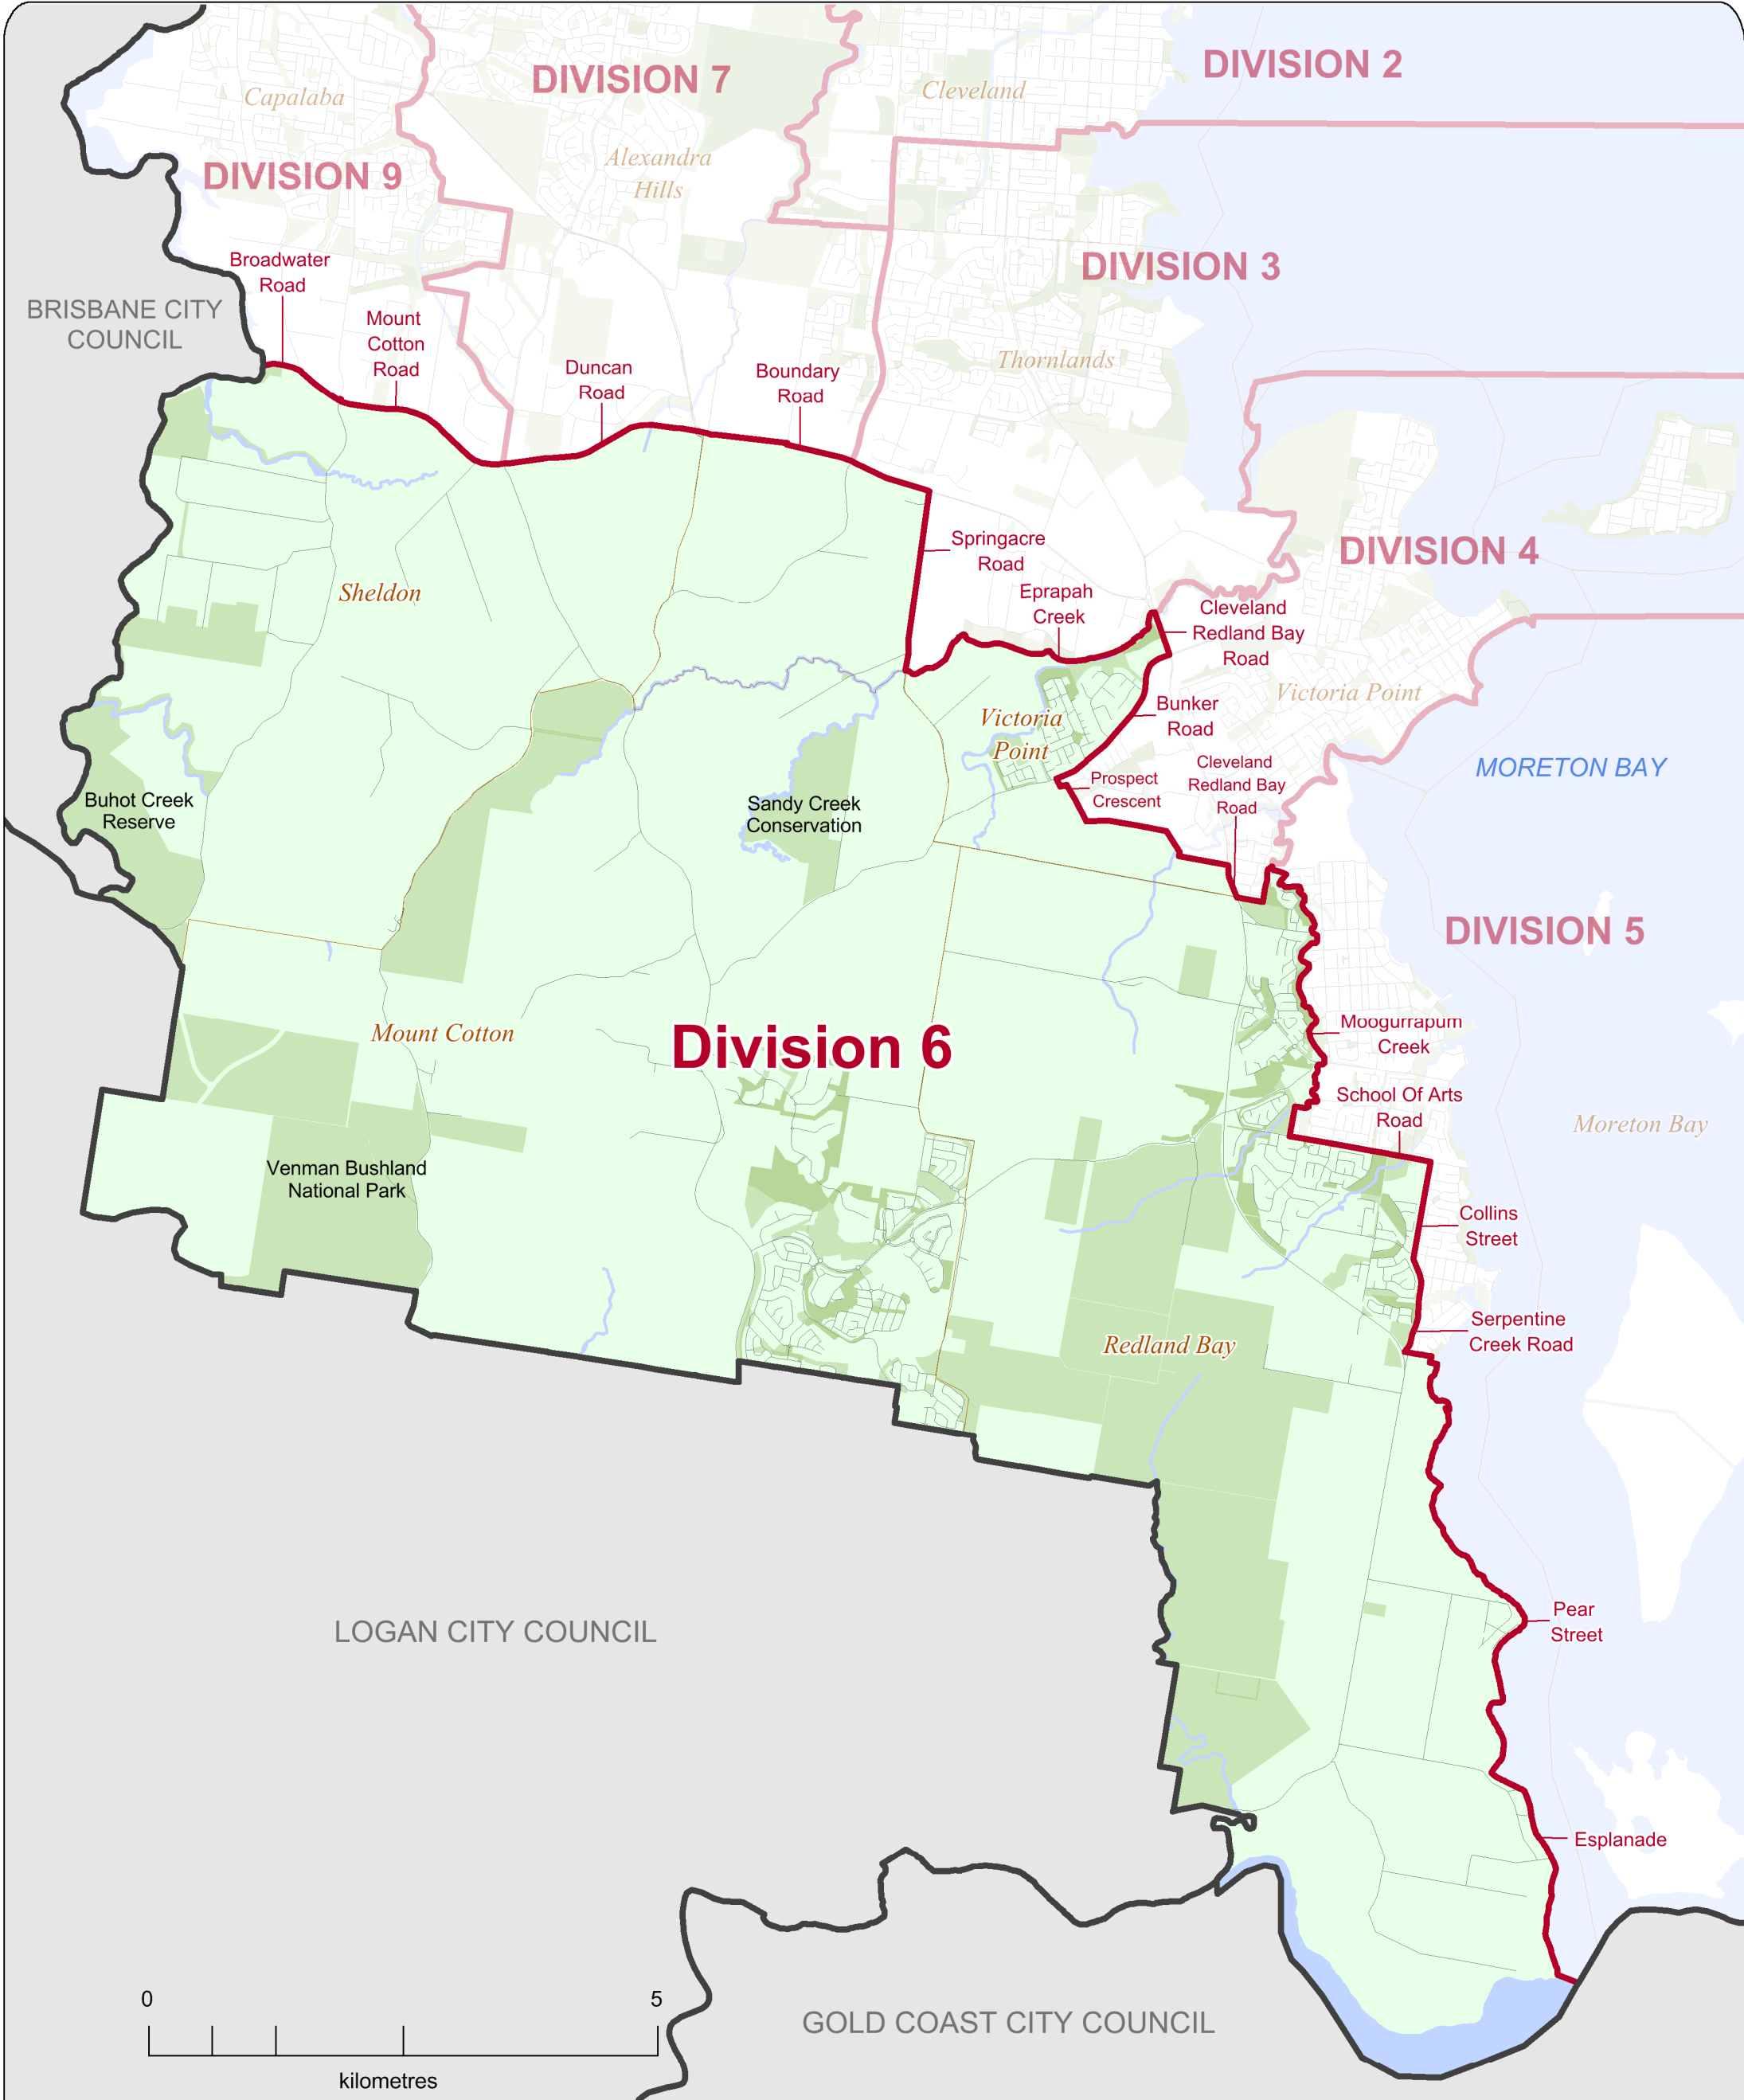 DIVISION 2
DIVISION 7
Cleveland
Capalaba
Alexandra
Hills
DIVISION 9
Broadwater
Road
DIVISION 3
BRISBANE CITY
COUNCIL
Mount
Cotton
Road
Duncan
Road
Boundary
Road
Thornlands
Springacre
Road
DIVISION 4
Sheldon
Eprapah
Creek
Cleveland
Redland Bay
Road
Victoria Point
Bunker
Road
Victoria
Point
Cleveland
Redland Bay
Road
MORETON BAY
Prospect
Crescent
Buhot Creek
Reserve
Sandy Creek
Conservation
DIVISION 5
Mount Cotton
Division 6
Moogurrapum
Creek
School Of Arts
Road
Moreton Bay
Venman Bushland
National Park
Collins
Street
Serpentine
Creek Road
Redland Bay
LOGAN CITY COUNCIL
Pear
Street
Esplanade
0 5
kilometres
GOLD COAST CITY COUNCIL